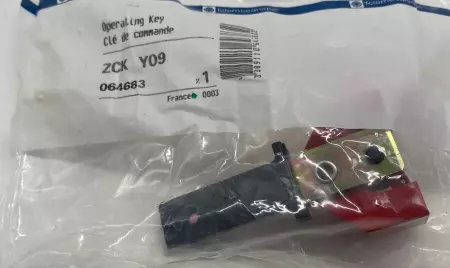 Operating Key
Clé de commande
ZCK Y09
064683
x 1
France 0003